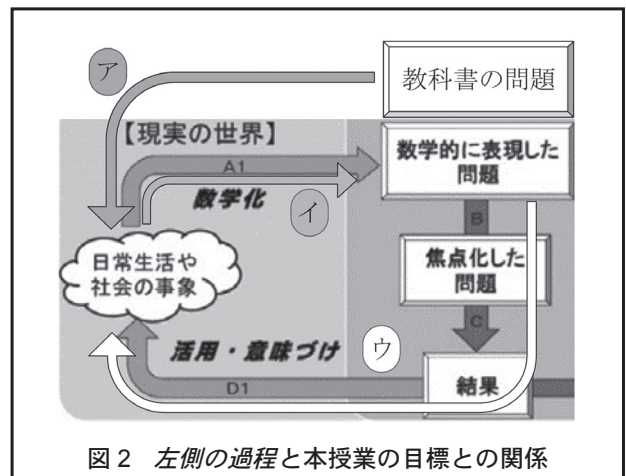 ア
教科書の問題
【現実の世界】
A1
数学化
イ
数学的に表現した
問題
B
日常生活や
社会の事象
焦点化した
問題
C
活用・意味づけ
ウ
D1
結果
図2 左側の過程と本授業の目標との関係